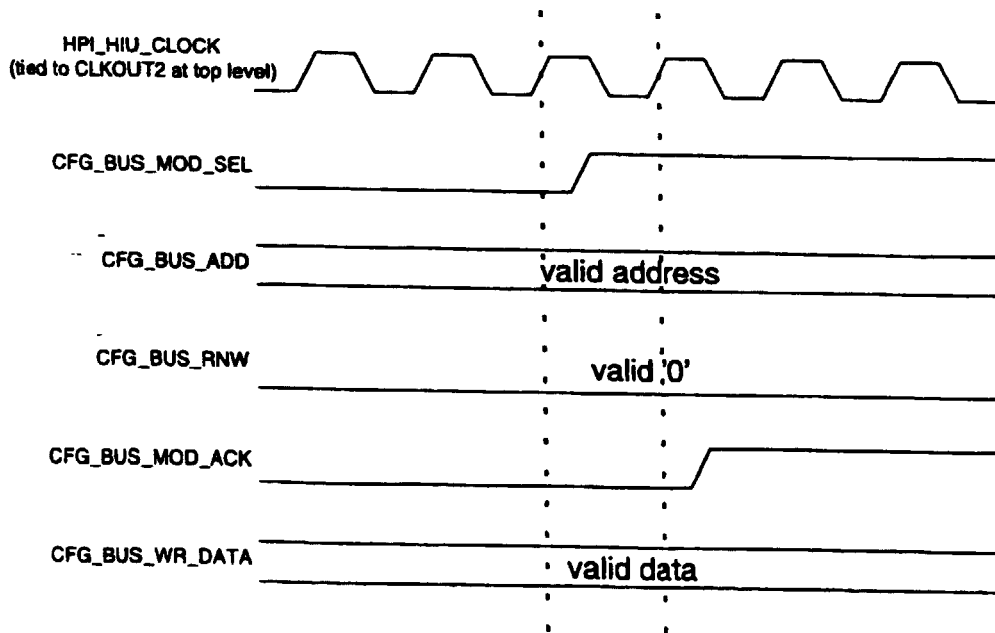 HPI_HIU_CLOCK
(tied to CLKOUT2 at top level)
CFG_BUS_MOD_SEL
CFG_BUS_ADD
valid address
CFG_BUS_RNW
valid '0'
CFG_BUS_MOD_ACK
CFG_BUS_WR_DATA
valid data